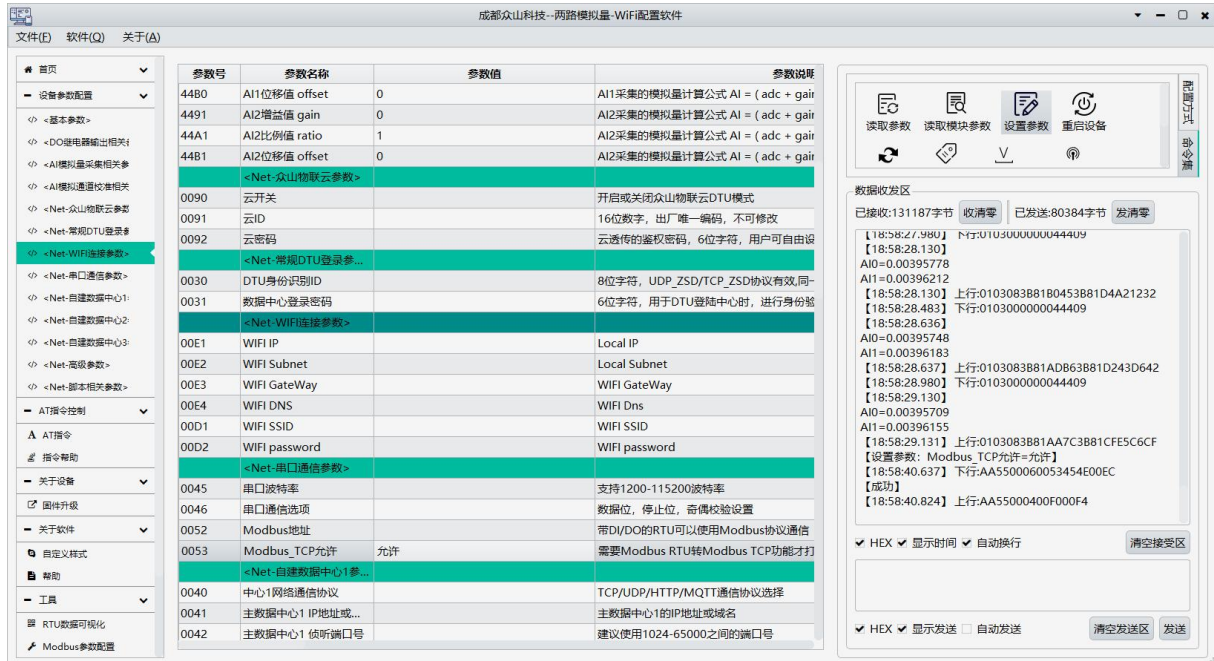 成都众山科技--两路模拟量-WiFi配置软件
文件(F) 软件(Q) 关于(A)
首页
设备参数配置
<基本参数>
<DO继电器输出相关
<AI模拟量采集相关参
<AI模拟通道校准相关
<Net-众山物联云参数
<Net-常规DTU登录参
<Net-WIFI连接参数>
<Net-串口通信参数>
<Net-自建数据中心1
<Net-自建数据中心2
<Net-自建数据中心3
<Net-高级参数>
<Net-脚本相关参数>
AT指令控制
AT指令
指令帮助
关于设备
固件升级
关于软件
自定义样式
帮助
工具
RTU数据可视化
Modbus参数配置
参数号 参数名称 参数值 参数说明
44B0 AI1位移值 offset 0 AI1采集的模拟量计算公式 AI = ( adc + gair
4491 AI2增益值 gain 0 AI2采集的模拟量计算公式 AI = ( adc + gair
44A1 AI2比例值 ratio 1 AI2采集的模拟量计算公式 AI = ( adc + gair
44B1 AI2位移值 offset 0 AI2采集的模拟量计算公式 AI = ( adc + gair
<Net-众山物联云参数>
0090 云开关 开启或关闭众山物联云DTU模式
0091 云ID 16位数字，出厂唯一编码，不可修改
0092 云密码 云透传的鉴权密码，6位字符，用户可自由设
<Net-常规DTU登录参...
0030 DTU身份识别ID 8位字符，UDP_ZSD/TCP_ZSD协议有效,同一
0031 数据中心登录密码 6位字符，用于DTU登陆中心时，进行身份验
<Net-WIFI连接参数>
00E1 WIFI IP Local IP
00E2 WIFI Subnet Local Subnet
00E3 WIFI GateWay WIFI GateWay
00E4 WIFI DNS WIFI Dns
00D1 WIFI SSID WIFI SSID
00D2 WIFI password WIFI password
<Net-串口通信参数>
0045 串口波特率 支持1200-115200波特率
0046 串口通信选项 数据位，停止位，奇偶校验设置
0052 Modbus地址 带DI/DO的RTU可以使用Modbus协议通信
0053 Modbus_TCP允许 允许 需要Modbus RTU转Modbus TCP功能才打
<Net-自建数据中心1参...
0040 中心1网络通信协议 TCP/UDP/HTTP/MQTT通信协议选择
0041 主数据中心1 IP地址或... 主数据中心1的IP地址或域名
0042 主数据中心1 侦听端口号 建议使用1024-65000之间的端口号
读取参数 读取模块参数 设置参数 重启设备
配置方式
命令集
数据收发区
已接收:131187字节 收清零 已发送:80384字节 发清零
【18:58:27.980】下行:0103000000044409
【18:58:28.130】
AI0=0.00395778
AI1=0.00396212
【18:58:28.130】上行:0103083B81B0453B81D4A21232
【18:58:28.483】下行:0103000000044409
【18:58:28.636】
AI0=0.00395748
AI1=0.00396183
【18:58:28.637】上行:0103083B81ADB63B81D243D642
【18:58:28.980】下行:0103000000044409
【18:58:29.130】
AI0=0.00395709
AI1=0.00396155
【18:58:29.131】上行:0103083B81AA7C3B81CFE5C6CF
【设置参数：Modbus_TCP允许=允许】
【18:58:40.637】下行:AA5500060053454E00EC
【成功】
【18:58:40.824】上行:AA55000400F000F4
HEX 显示时间 自动换行 清空接受区
HEX 显示发送 自动发送 清空发送区 发送